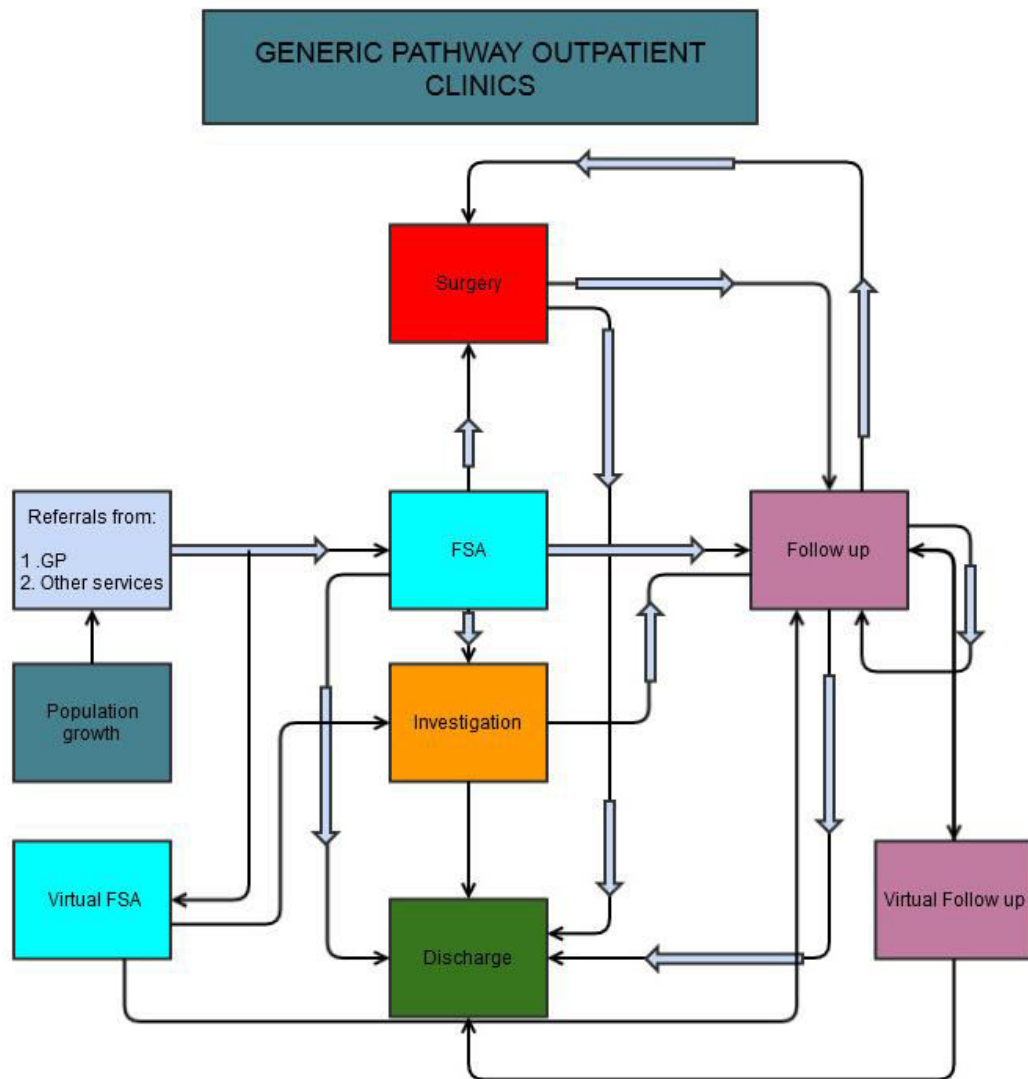 GENERIC PATHWAY OUTPATIENT
CLINICS
Surgery
Referrals from:
1 .GP
2. Other services
FSA
Follow up
Population
growth
Investigation
Virtual FSA
Discharge
Virtual Follow up